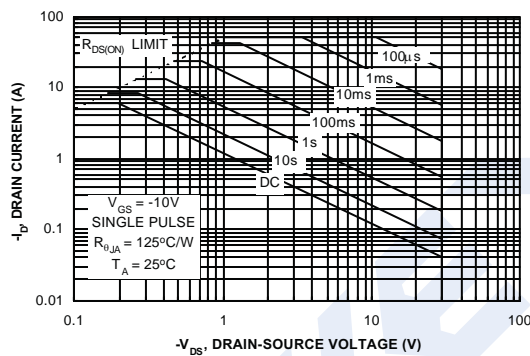 100
10
1
0.1
0.01
0.1
1
10
100
-I_D, DRAIN CURRENT (A)
-V_DS, DRAIN-SOURCE VOLTAGE (V)
R_DS(ON) LIMIT
100μs
1ms
10ms
100ms
1s
10s
DC
V_GS = -10V
SINGLE PULSE
R_θJA = 125°C/W
T_A = 25°C